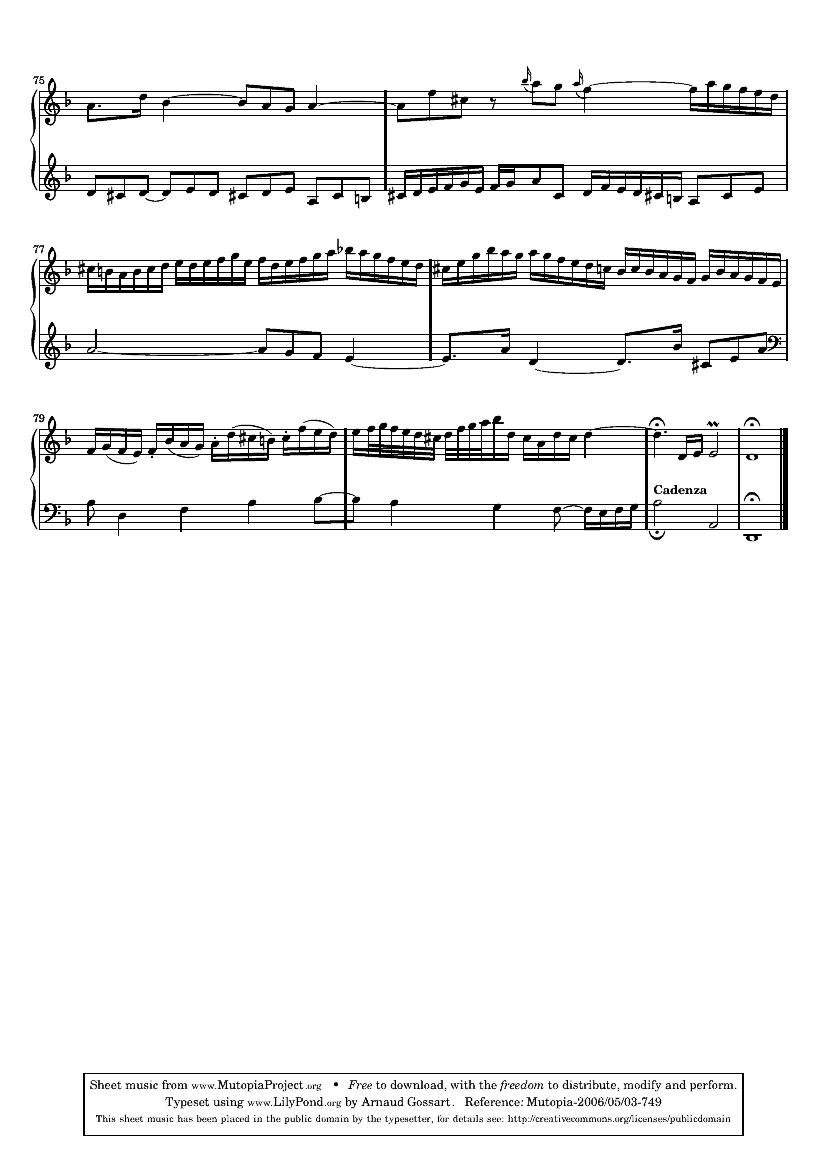 75
77
79
Cadenza
Sheet music from www.MutopiaProject.org • Free to download, with the freedom to distribute, modify and perform.
Typeset using www.LilyPond.org by Arnaud Gossart. Reference: Mutopia-2006/05/03-749
This sheet music has been placed in the public domain by the typesetter, for details see: http://creativecommons.org/licenses/publicdomain